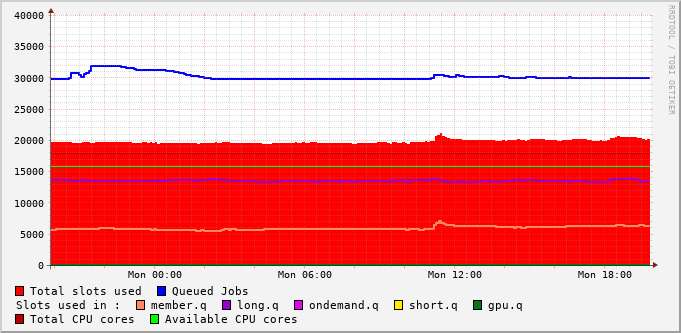 40000
35000
30000
25000
20000
15000
10000
5000
0
Mon 00:00 Mon 06:00 Mon 12:00 Mon 18:00
RRDTOOL / TOBI OETIKER
Total slots used Queued Jobs
Slots used in : member.q long.q ondemand.q short.q gpu.q
Total CPU cores Available CPU cores